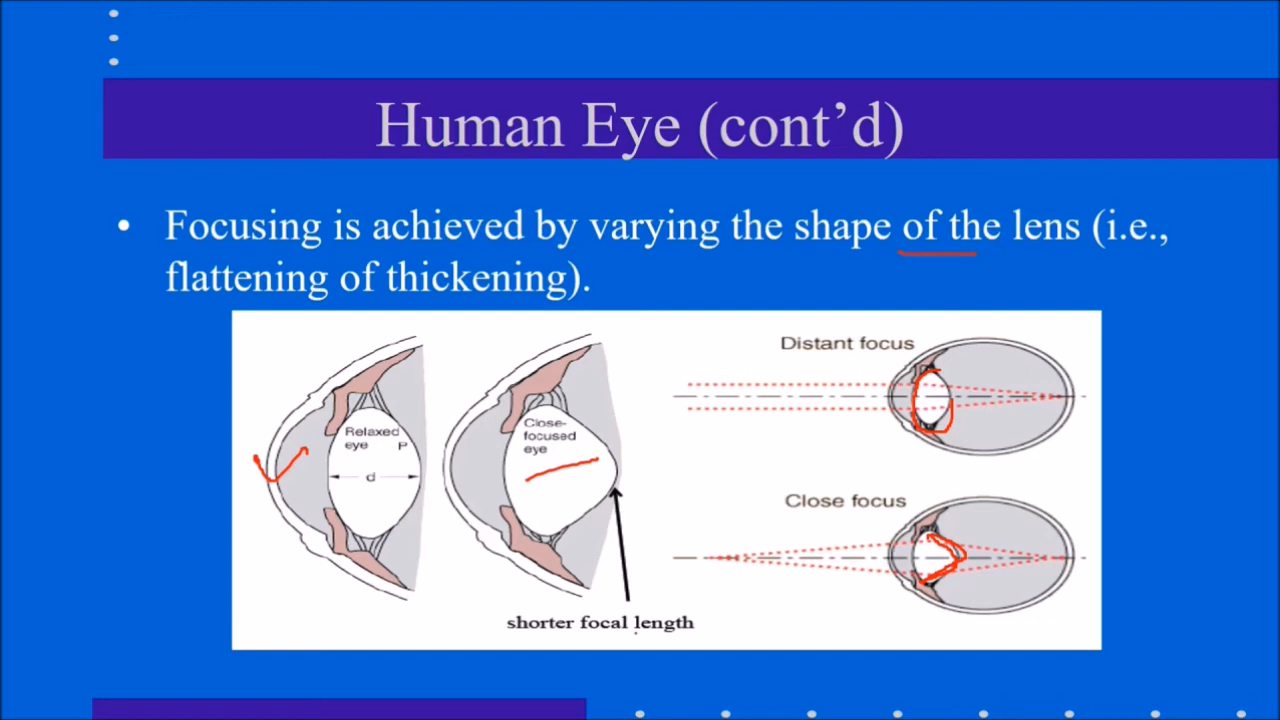 Human Eye (cont’d)
• Focusing is achieved by varying the shape of the lens (i.e.,
flattening of thickening).
Relaxed
eye P
d
Close-
focused
eye
shorter focal length
Distant focus
Close focus